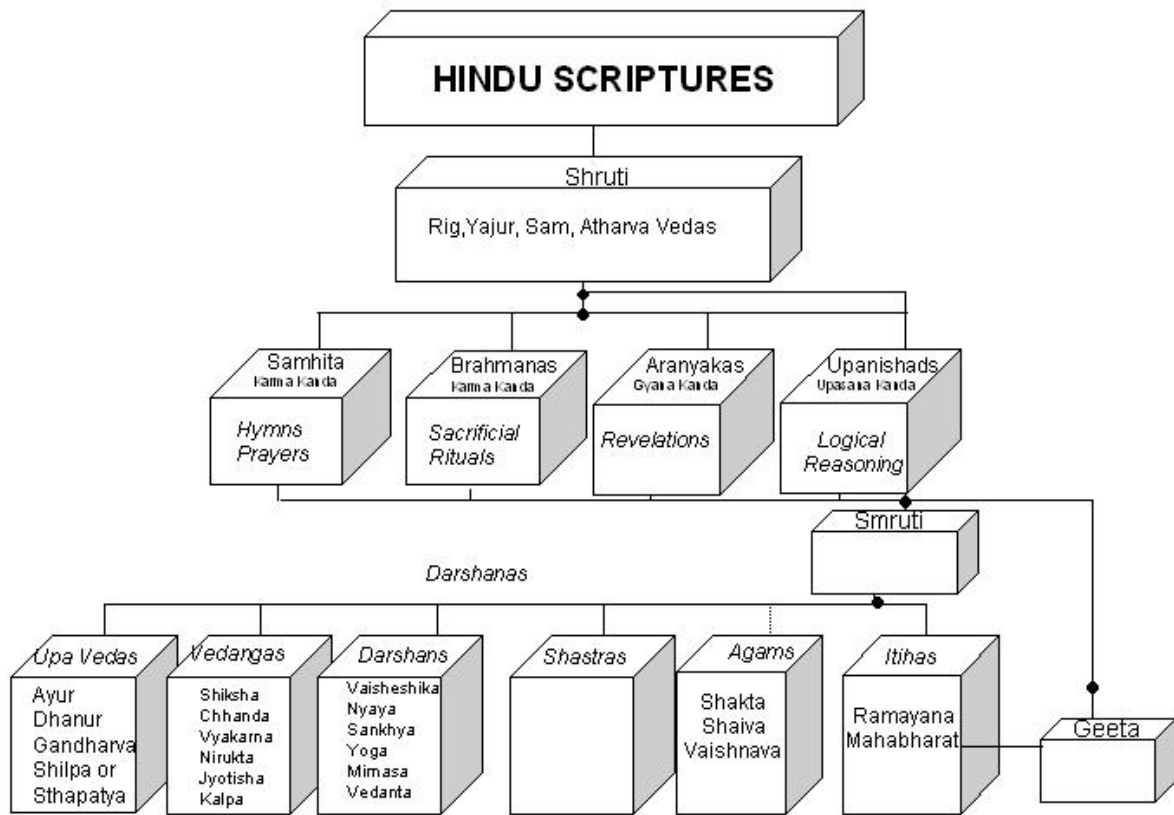 HINDU SCRIPTURES
Shruti
Rig,Yajur, Sam, Atharva Vedas
Samhita
Karma Kanda
Hymns
Prayers
Brahmanas
Karma Kanda
Sacrificial
Rituals
Aranyakas
Gyana Kanda
Revelations
Upanishads
Upasana Kanda
Logical
Reasoning
Smruti
Darshanas
Upa Vedas
Ayur
Dhanur
Gandharva
Shilpa or
Sthapatya
Vedangas
Shiksha
Chhanda
Vyakarna
Nirukta
Jyotisha
Kalpa
Darshans
Vaisheshika
Nyaya
Sankhya
Yoga
Mimasa
Vedanta
Shastras
Agams
Shakta
Shaiva
Vaishnava
Itihas
Ramayana
Mahabharat
Geeta